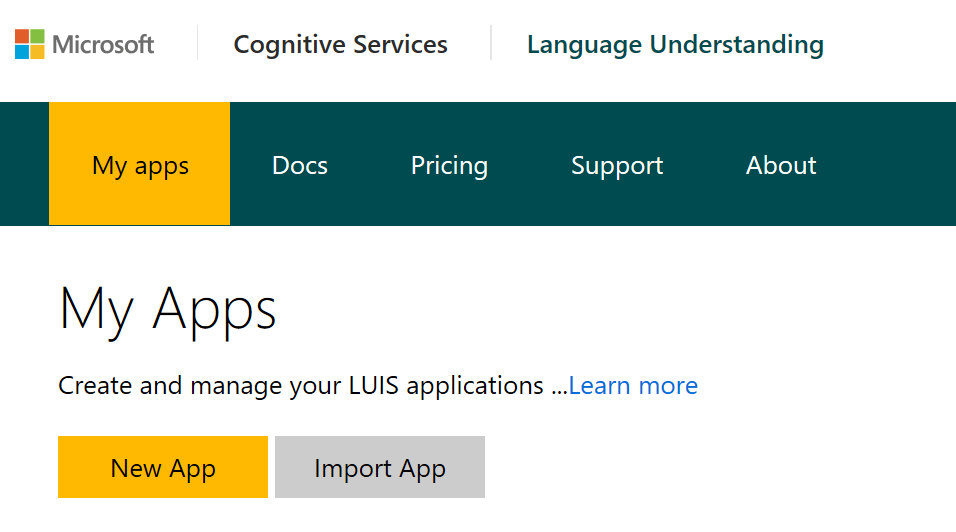 Microsoft Cognitive Services Language Understanding
My apps Docs Pricing Support About
My Apps
Create and manage your LUIS applications ...Learn more
New App Import App